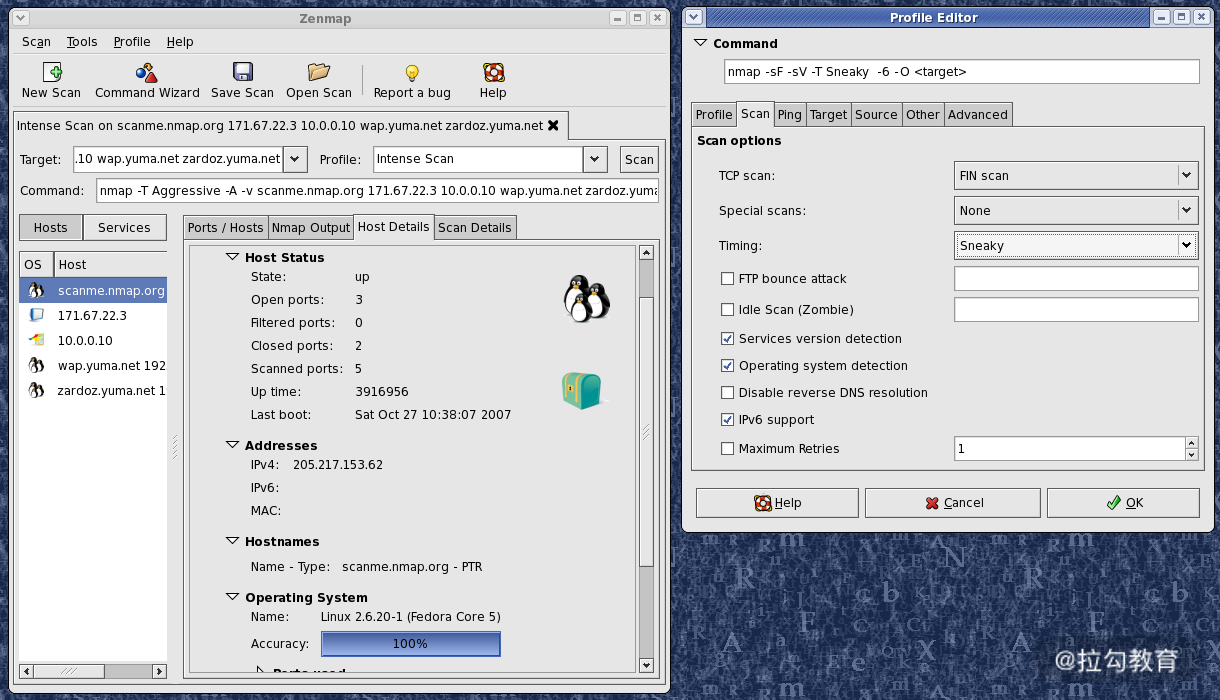 Zenmap
Scan Tools Profile Help
New Scan Command Wizard Save Scan Open Scan Report a bug Help
Intense Scan on scanme.nmap.org 171.67.22.3 10.0.0.10 wap.yuma.net zardoz.yuma.net
Target: .10 wap.yuma.net zardoz.yuma.net Profile: Intense Scan Scan
Command: nmap -T Aggressive -A -v scanme.nmap.org 171.67.22.3 10.0.0.10 wap.yuma.net zardoz.yuma
Hosts Services
OS Host
scanme.nmap.org
171.67.22.3
10.0.0.10
wap.yuma.net 192
zardoz.yuma.net 1
Ports / Hosts Nmap Output Host Details Scan Details
Host Status
State: up
Open ports: 3
Filtered ports: 0
Closed ports: 2
Scanned ports: 5
Up time: 3916956
Last boot: Sat Oct 27 10:38:07 2007
Addresses
IPv4: 205.217.153.62
IPv6:
MAC:
Hostnames
Name - Type: scanme.nmap.org - PTR
Operating System
Name: Linux 2.6.20-1 (Fedora Core 5)
Accuracy: 100%
Ports used
Profile Editor
Command
nmap -sF -sV -T Sneaky  -6 -O <target>
Profile Scan Ping Target Source Other Advanced
Scan options
TCP scan: FIN scan
Special scans: None
Timing: Sneaky
FTP bounce attack
Idle Scan (Zombie)
Services version detection
Operating system detection
Disable reverse DNS resolution
IPv6 support
Maximum Retries 1
Help Cancel OK
@拉勾教育